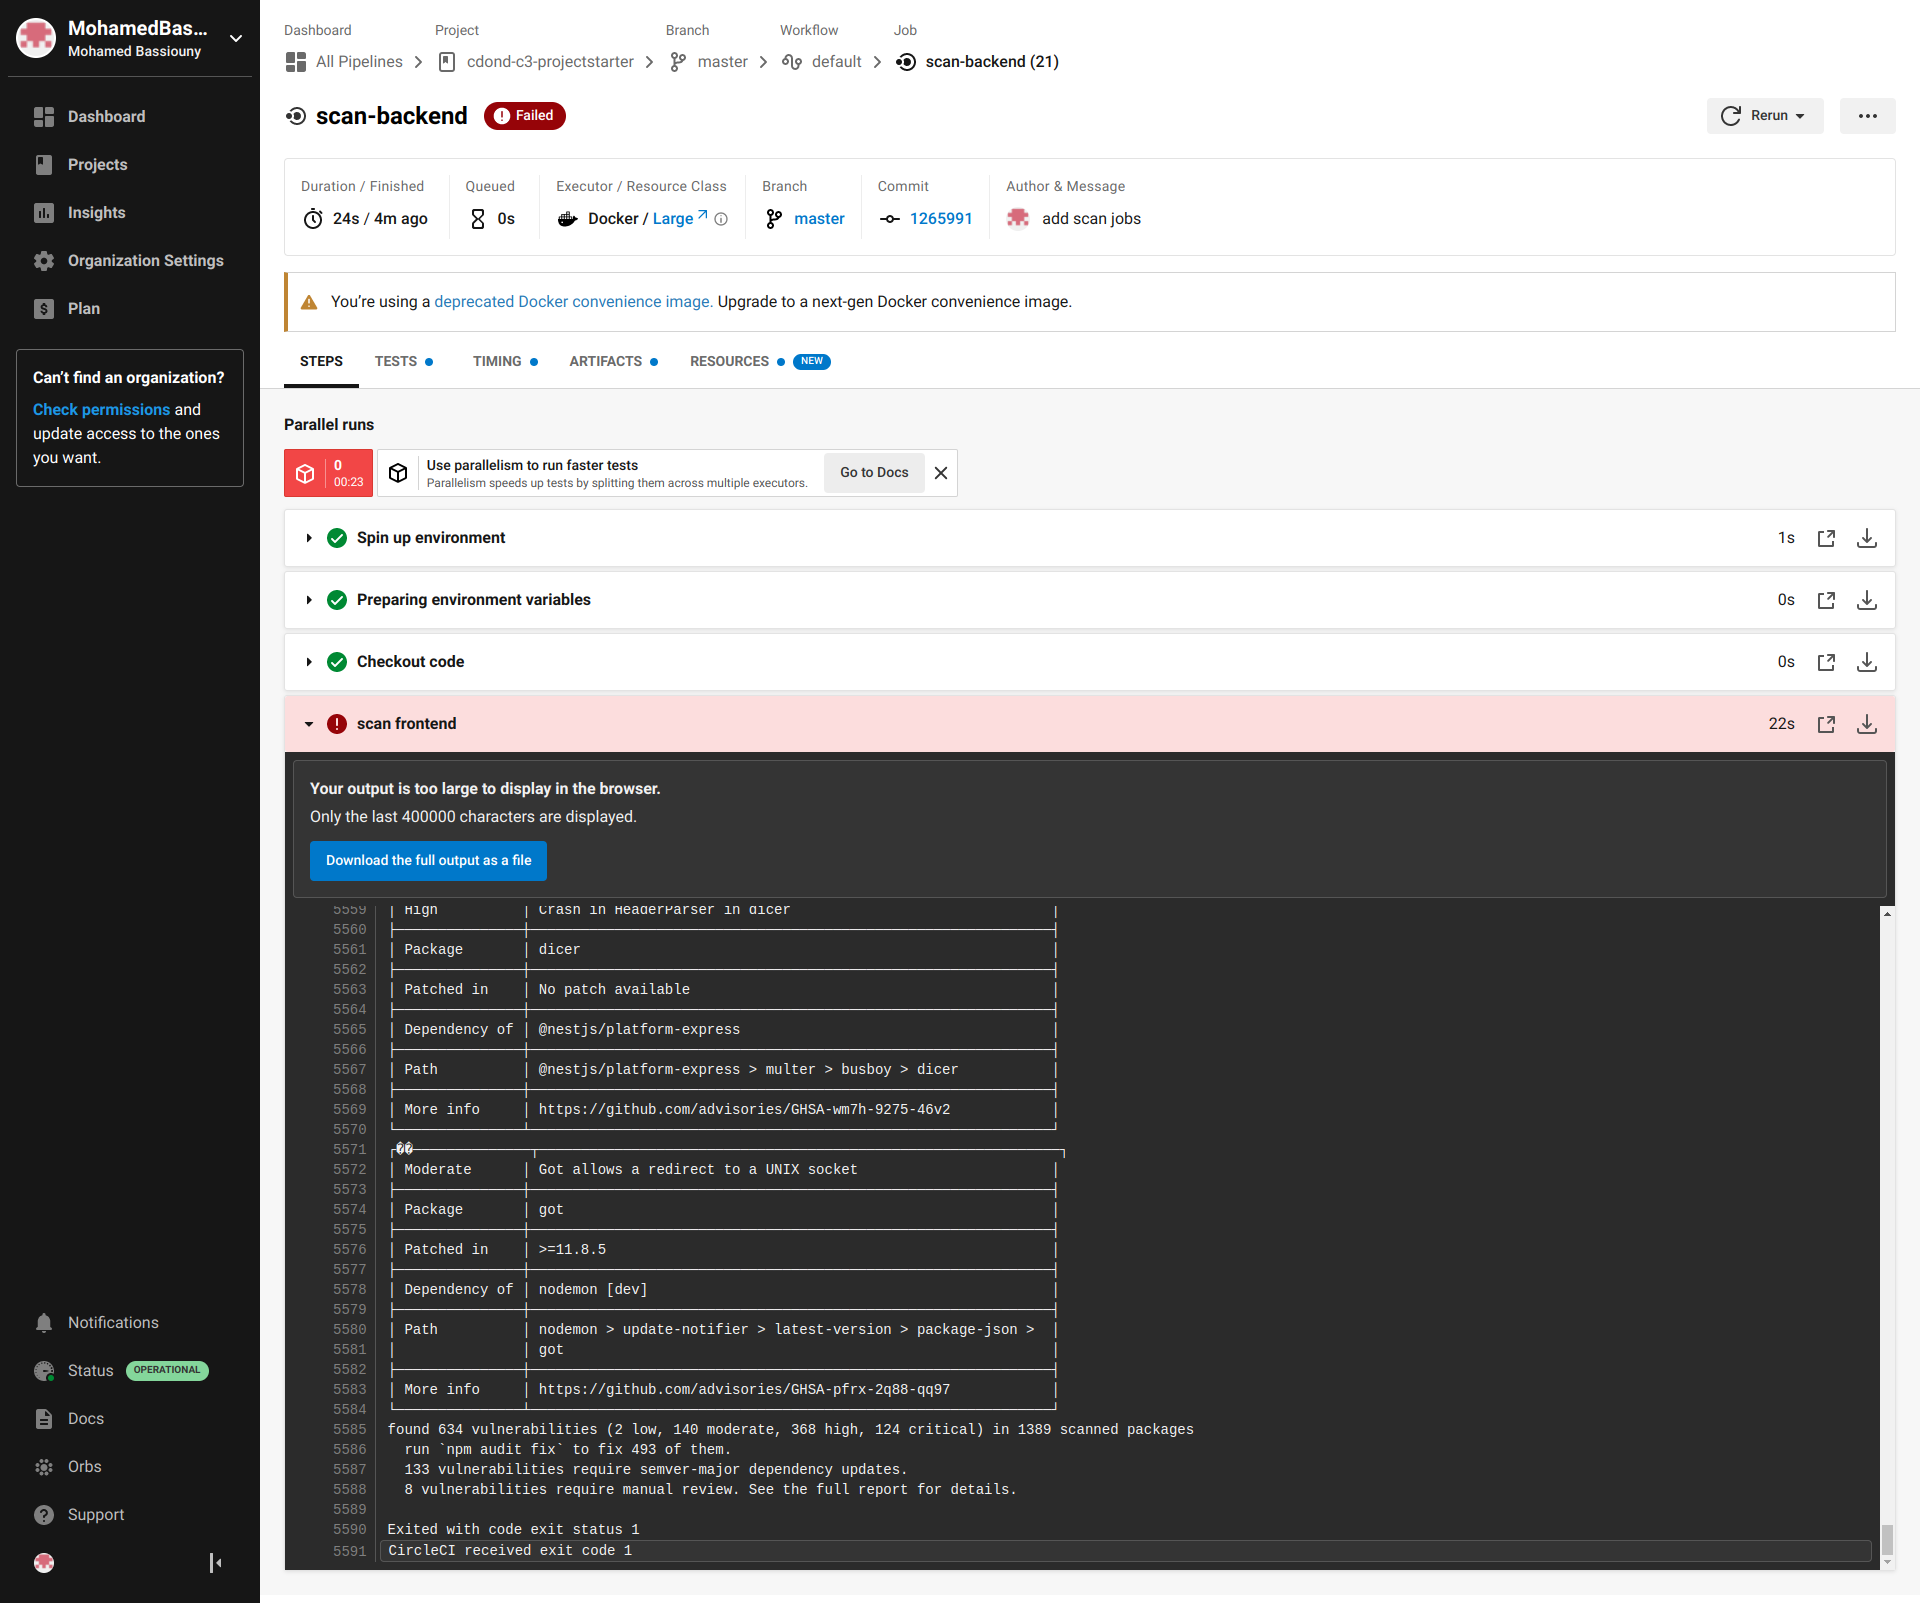 MohamedBas...
Mohamed Bassiouny
Dashboard
Projects
Insights
Organization Settings
Plan
Can't find an organization?
Check permissions and
update access to the ones
you want.
Notifications
Status OPERATIONAL
Docs
Orbs
Support
Dashboard Project Branch Workflow Job
All Pipelines cdond-c3-projectstarter master default scan-backend (21)
scan-backend Failed Rerun
Duration / Finished Queued Executor / Resource Class Branch Commit Author & Message
24s / 4m ago 0s Docker / Large master 1265991 add scan jobs
You're using a deprecated Docker convenience image. Upgrade to a next-gen Docker convenience image.
STEPS TESTS TIMING ARTIFACTS RESOURCES NEW
Parallel runs
0
00:23
Use parallelism to run faster tests
Parallelism speeds up tests by splitting them across multiple executors.
Go to Docs
Spin up environment 1s
Preparing environment variables 0s
Checkout code 0s
scan frontend 22s
Your output is too large to display in the browser.
Only the last 400000 characters are displayed.
Download the full output as a file
5559 │ High │ Crash in HeaderParser in dicer │
5560
5561 │ Package │ dicer │
5562
5563 │ Patched in │ No patch available │
5564
5565 │ Dependency of │ @nestjs/platform-express │
5566
5567 │ Path │ @nestjs/platform-express > multer > busboy > dicer │
5568
5569 │ More info │ https://github.com/advisories/GHSA-wm7h-9275-46v2 │
5570
5571 ��
5572 │ Moderate │ Got allows a redirect to a UNIX socket │
5573
5574 │ Package │ got │
5575
5576 │ Patched in │ >=11.8.5 │
5577
5578 │ Dependency of │ nodemon [dev] │
5579
5580 │ Path │ nodemon > update-notifier > latest-version > package-json > │
5581 │ │ got │
5582
5583 │ More info │ https://github.com/advisories/GHSA-pfrx-2q88-qq97 │
5584
5585 found 634 vulnerabilities (2 low, 140 moderate, 368 high, 124 critical) in 1389 scanned packages
5586 run `npm audit fix` to fix 493 of them.
5587 133 vulnerabilities require semver-major dependency updates.
5588 8 vulnerabilities require manual review. See the full report for details.
5589
5590 Exited with code exit status 1
5591 CircleCI received exit code 1